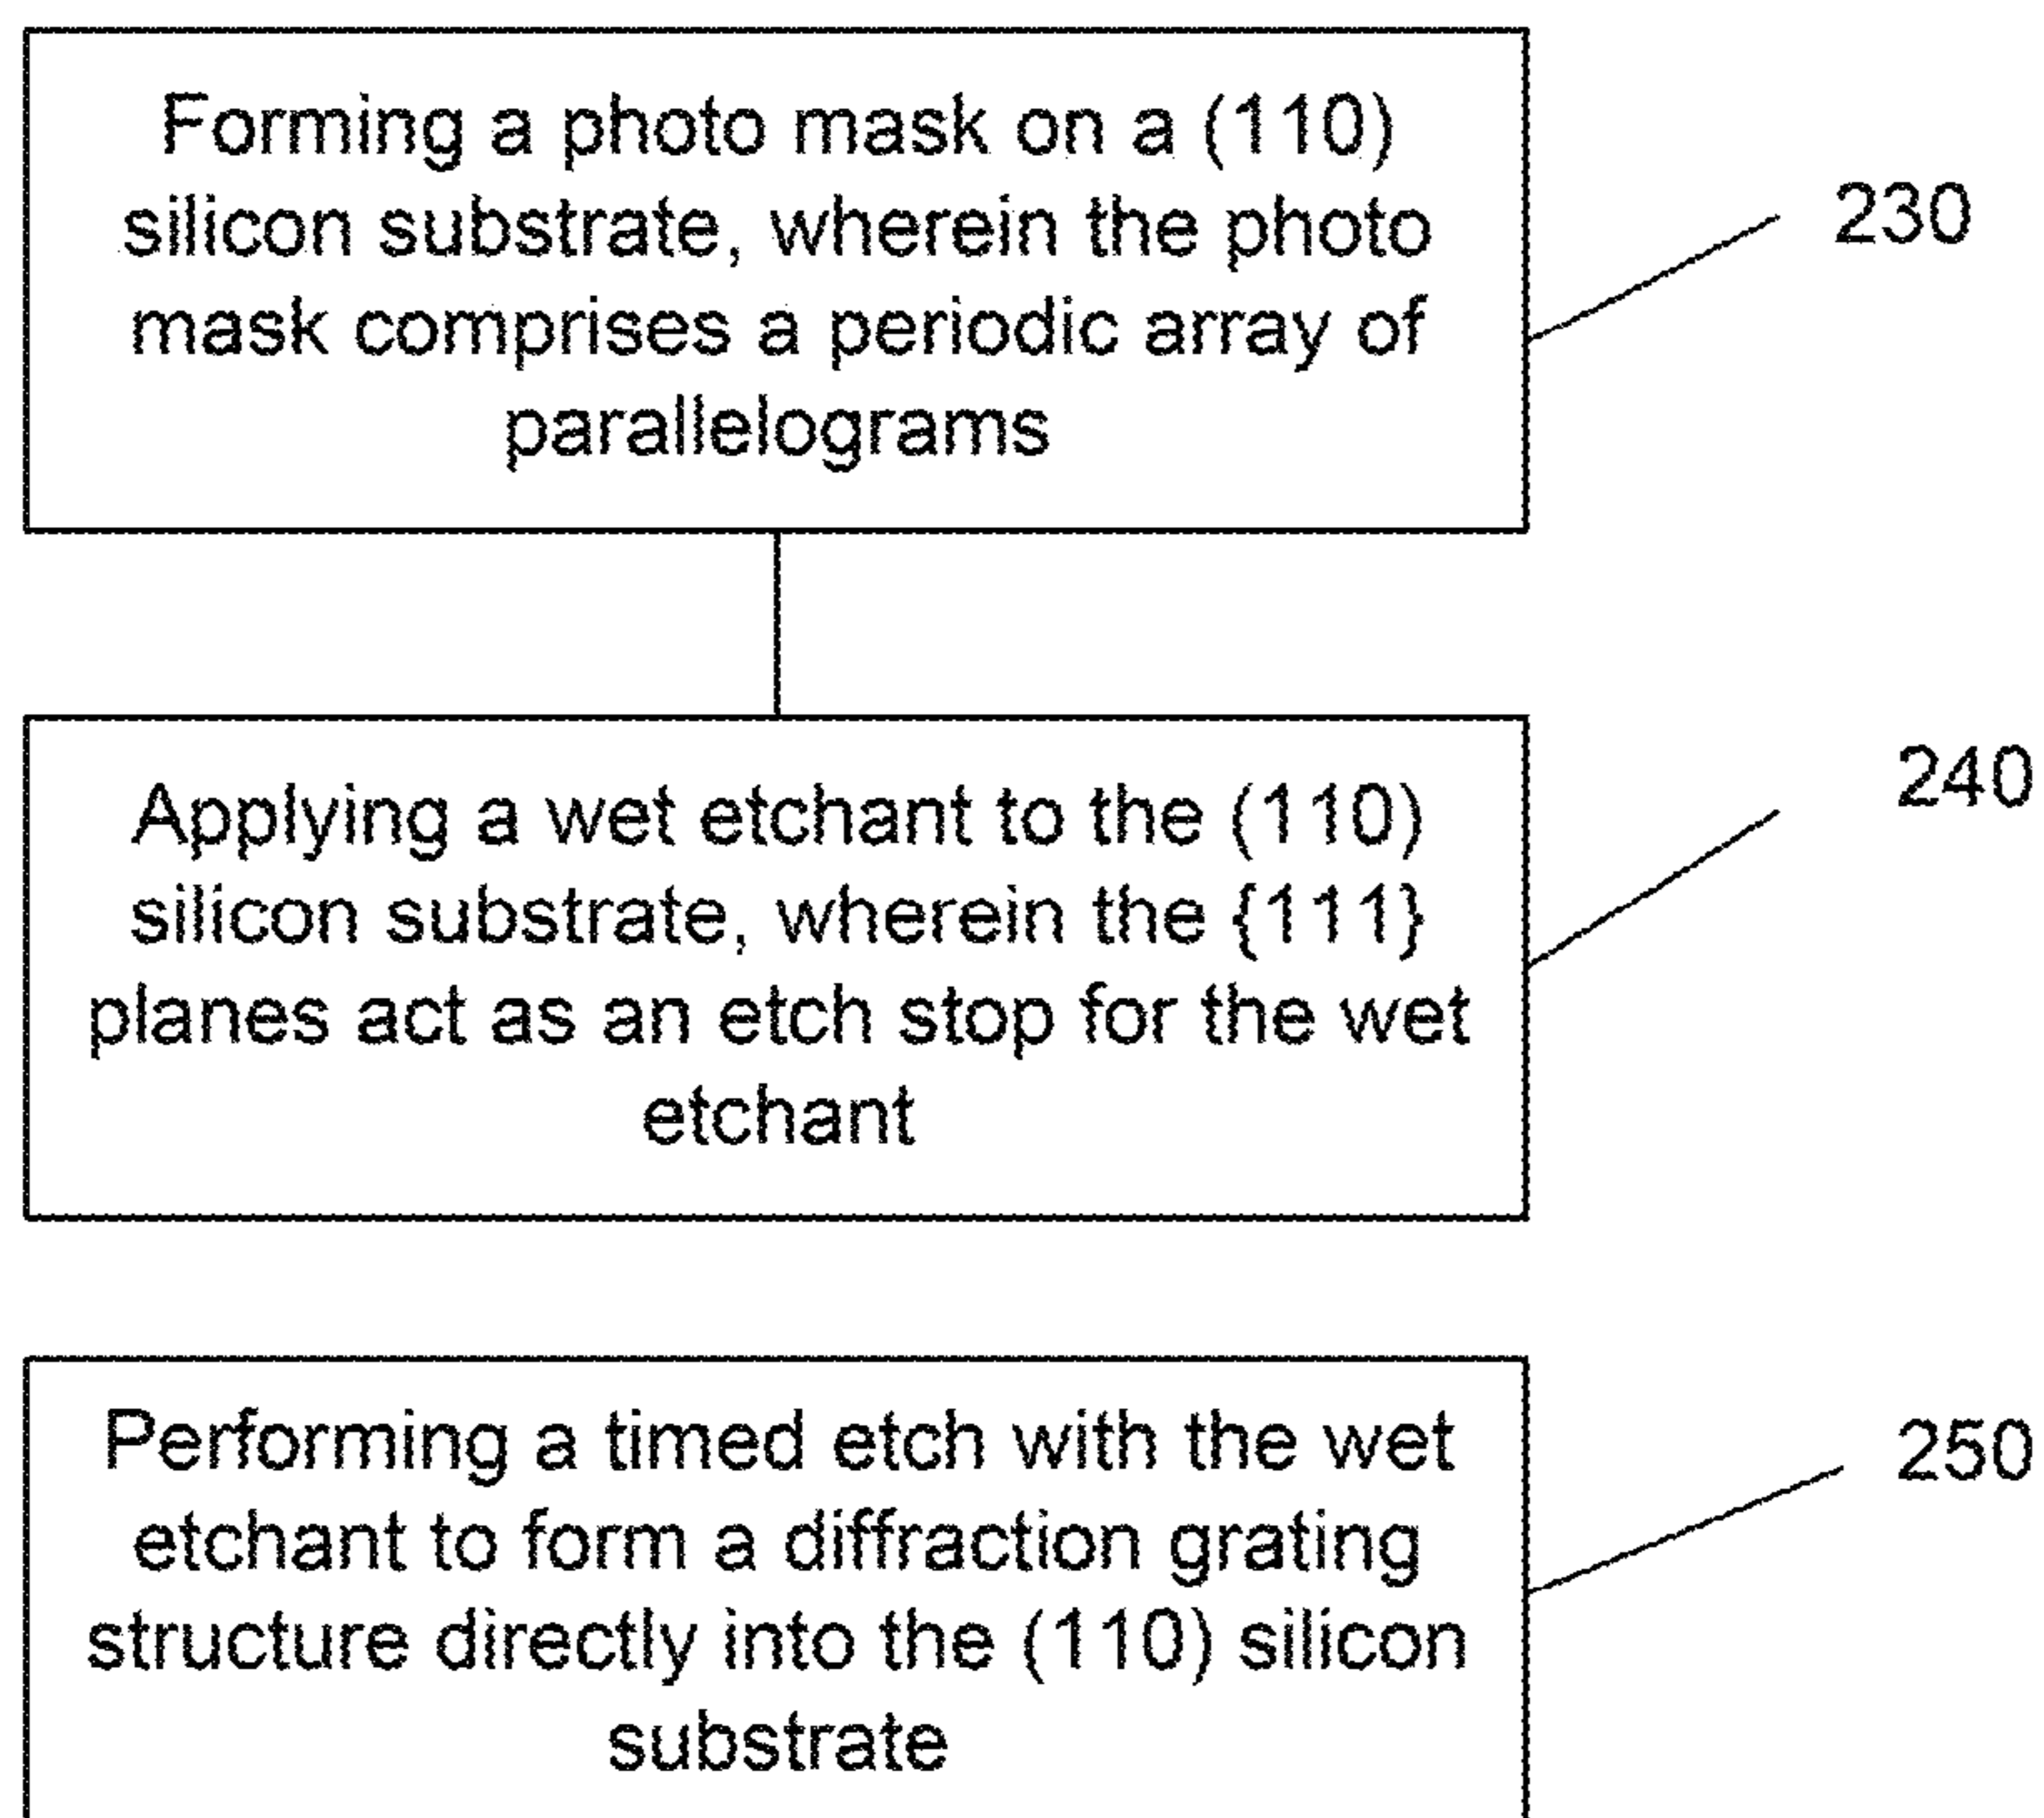 Forming a photo mask on a (110)
silicon substrate, wherein the photo
mask comprises a periodic array of
parallelograms
230
Applying a wet etchant to the (110)
silicon substrate, wherein the {111}
planes act as an etch stop for the wet
etchant
240
Performing a timed etch with the wet
etchant to form a diffraction grating
structure directly into the (110) silicon
substrate
250